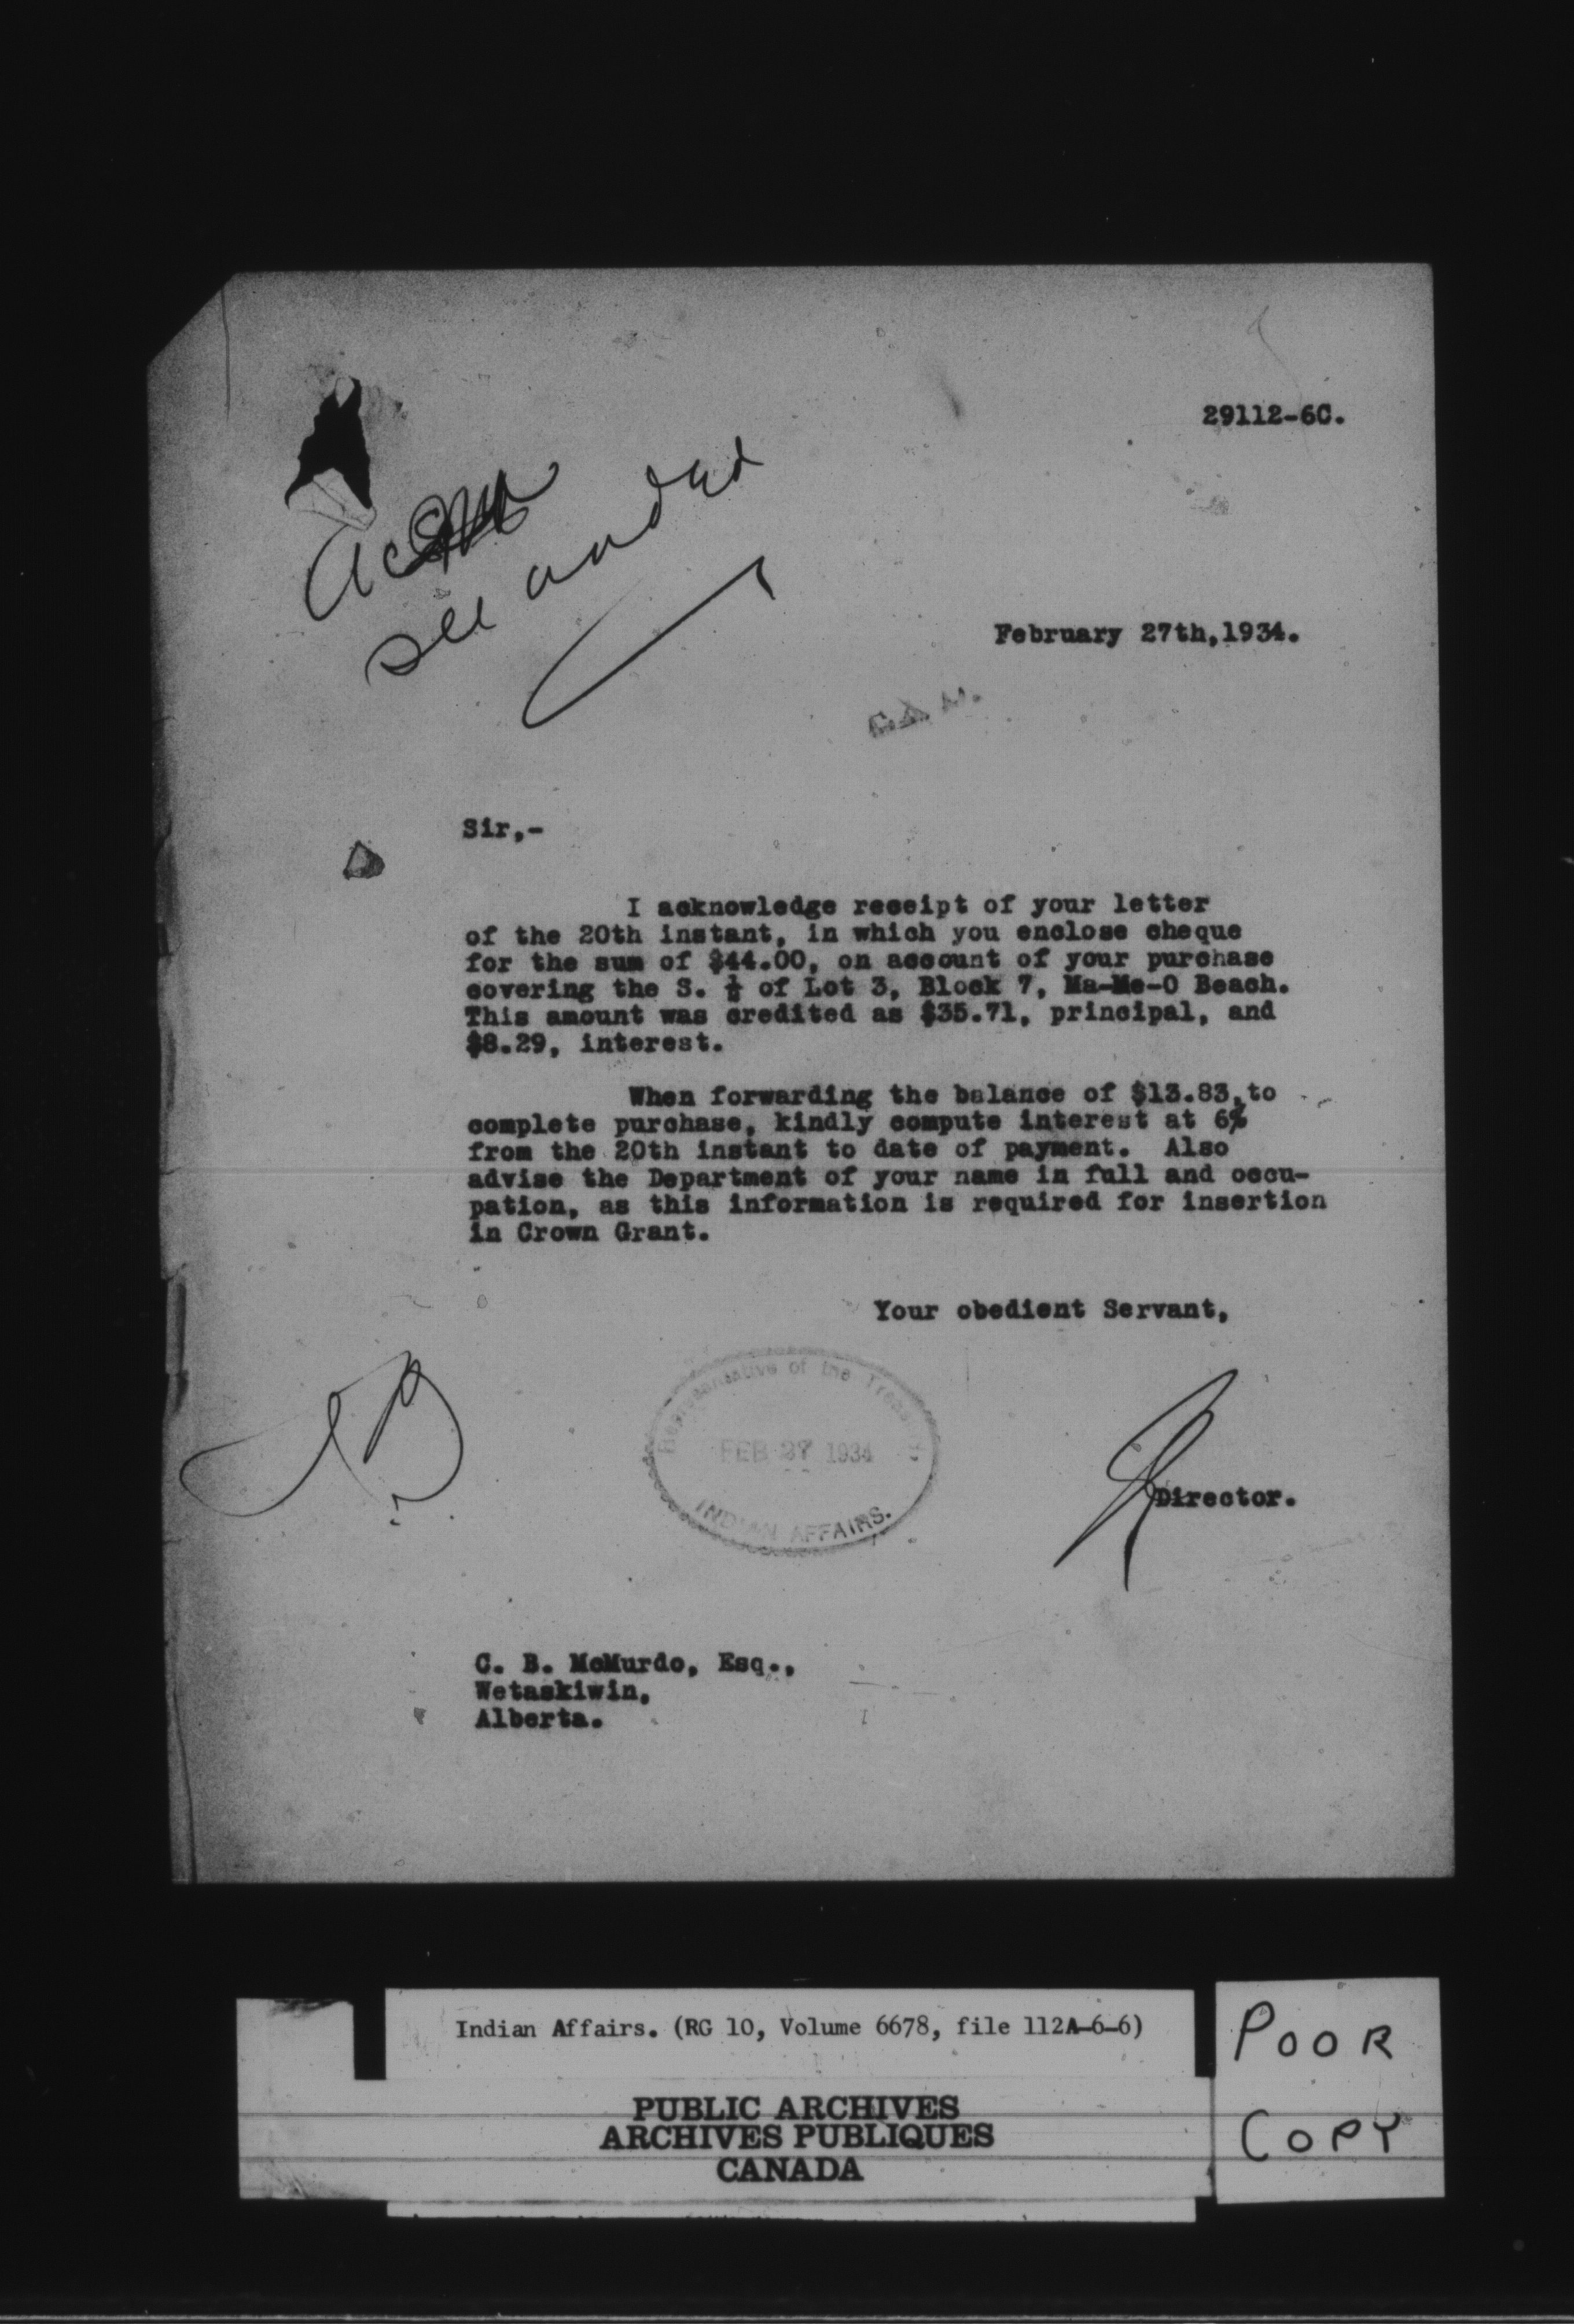 29112-6C.
see
February 27th,1934.
Sir,-
I acknowledge receipt of your letter
of the 20th instant, in which you enclose cheque
for the sum of $44.00, on account of your purchase
covering the S. ½ of Lot 3, Block 7, Ma-Me-O Beach.
This amount was credited as $35.71, principal, and
$8.29, interest.
When forwarding the balance of $13.83,to
complete purchase, kindly compute interest at 6%
from the 20th instant to date of payment. Also
advise the Department of your name in full and occu-
pation, as this information is required for insertion
in Crown Grant.
Your obedient Servant,
Representative of the Treasury
FEB 27 1934
INDIAN AFFAIRS.
Director.
C. B. McMurdo, Esq.,
Wetaskiwin,
Alberta.
Indian Affairs. (RG 10, Volume 6678, file 112A-6-6)
PUBLIC ARCHIVES
ARCHIVES PUBLIQUES
CANADA
POOR
COPY